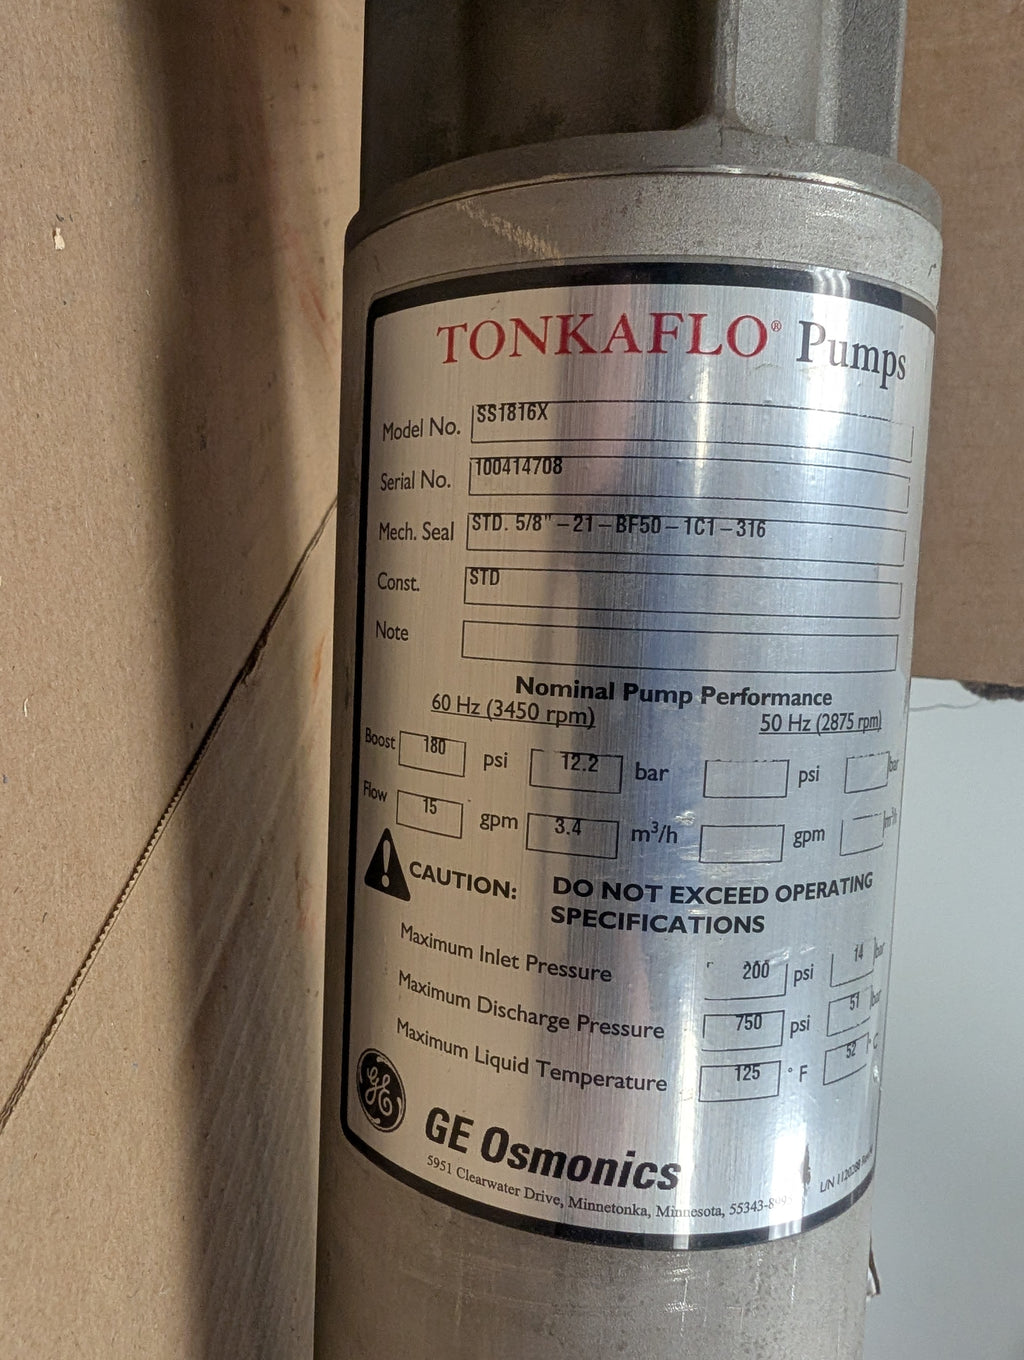 TONKAFLO® Pumps
Model No. SS1816X
Serial No. 100414708
Mech. Seal STD. 5/8"-21-BF50-1C1-316
Const. STD
Note
Nominal Pump Performance
60 Hz (3450 rpm) 50 Hz (2875 rpm)
Boost 180 psi 12.2 bar psi bar
Flow 15 gpm 3.4 m³/h gpm m³/h
! CAUTION: DO NOT EXCEED OPERATING
SPECIFICATIONS
Maximum Inlet Pressure 200 psi 14 bar
Maximum Discharge Pressure 750 psi 51 bar
Maximum Liquid Temperature 125 °F 52 °C
GE Osmonics
5951 Clearwater Drive, Minnetonka, Minnesota,
L/N